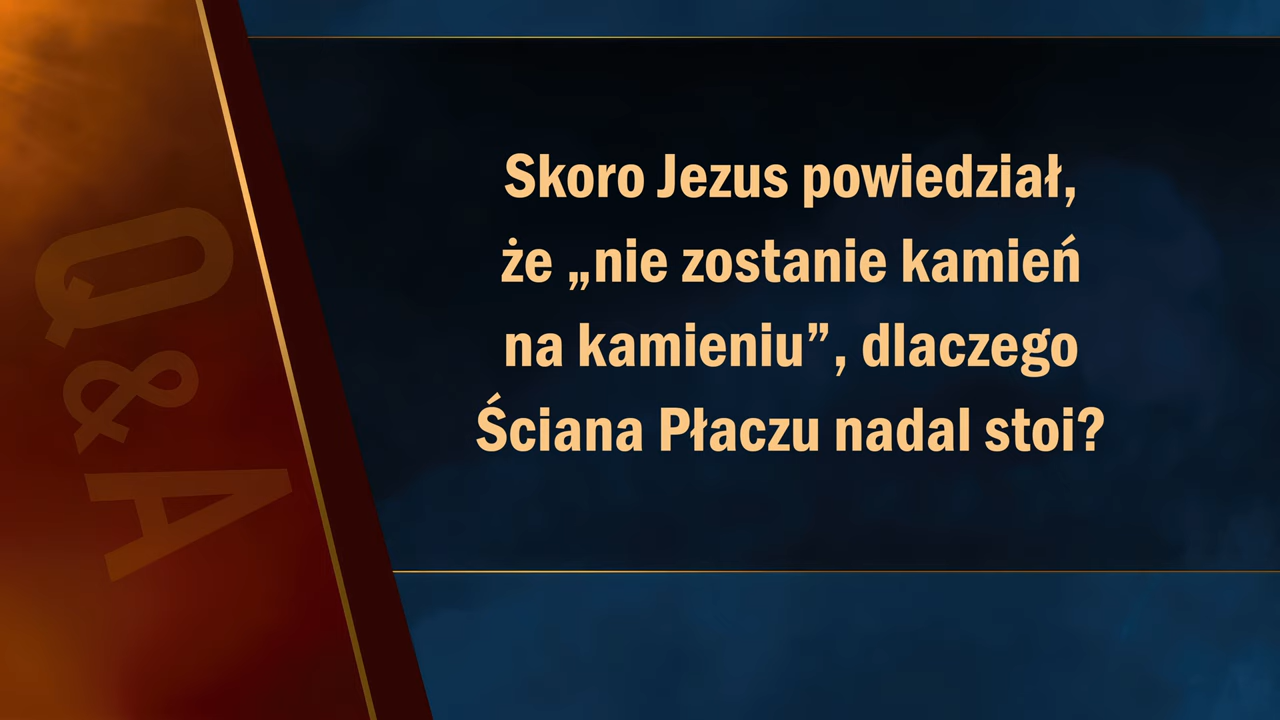 Q & A
Skoro Jezus powiedział,
że „nie zostanie kamień
na kamieniu”, dlaczego
Ściana Płaczu nadal stoi?